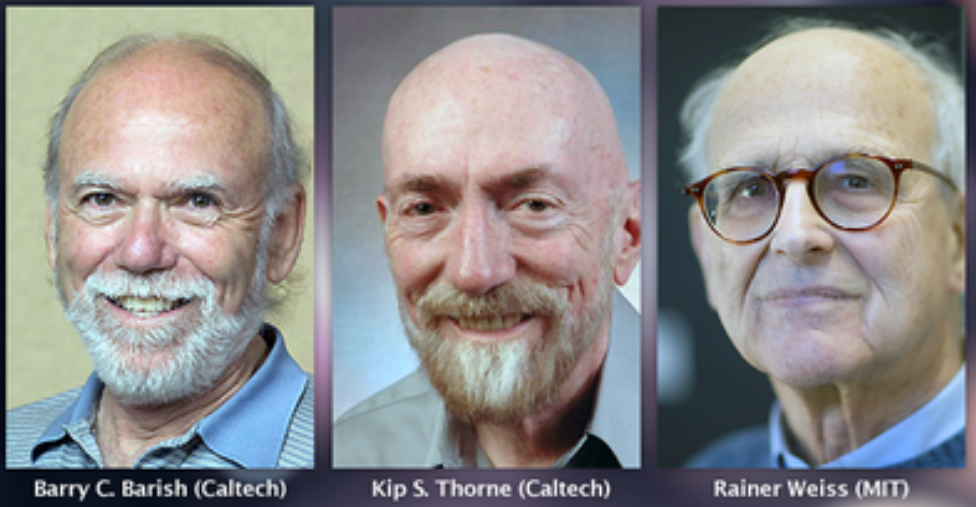 Barry C. Barish (Caltech)
Kip S. Thorne (Caltech)
Rainer Weiss (MIT)